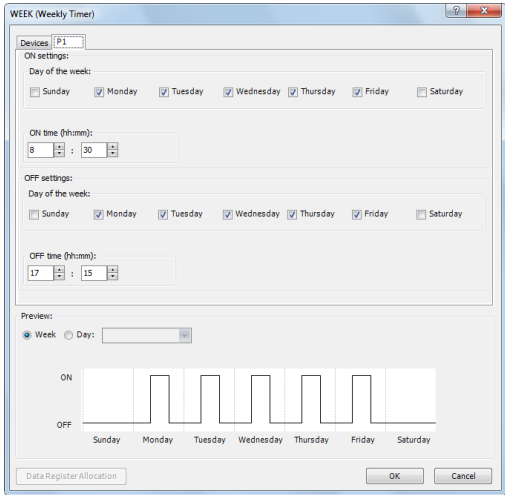 WEEK (Weekly Timer)
Devices P1
ON settings:
Day of the week:
Sunday Monday Tuesday Wednesday Thursday Friday Saturday
ON time (hh:mm):
8 : 30
OFF settings:
Day of the week:
Sunday Monday Tuesday Wednesday Thursday Friday Saturday
OFF time (hh:mm):
17 : 15
Preview:
Week Day:
ON
OFF
Sunday Monday Tuesday Wednesday Thursday Friday Saturday
Data Register Allocation OK Cancel